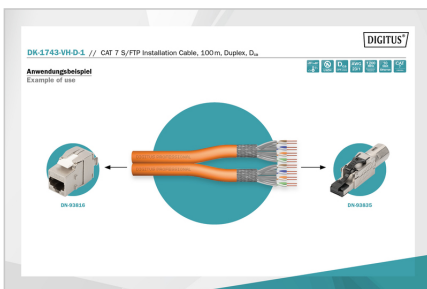 DIGITUS®
DK-1743-VH-D-1 // CAT 7 S/FTP Installation Cable, 100 m, Duplex, Dca
Anwendungsbeispiel
Example of use
DN-93818
DN-93835